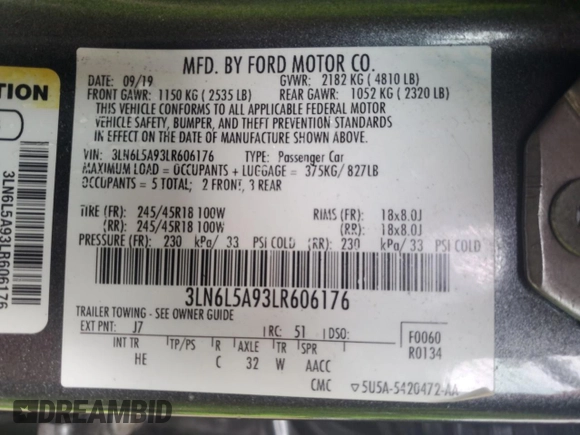 MFD. BY FORD MOTOR CO.
DATE: 09/19 GVWR: 2182 KG ( 4810 LB)
FRONT GAWR: 1150 KG ( 2535 LB) REAR GAWR: 1052 KG ( 2320 LB)
THIS VEHICLE CONFORMS TO ALL APPLICABLE FEDERAL MOTOR
VEHICLE SAFETY, BUMPER, AND THEFT PREVENTION STANDARDS
IN EFFECT ON THE DATE OF MANUFACTURE SHOWN ABOVE.
VIN: 3LN6L5A93LR606176 TYPE: Passenger Car
MAXIMUM LOAD = OCCUPANTS + LUGGAGE = 375KG/ 827LB
OCCUPANTS = 5 TOTAL; 2 FRONT, 3 REAR
TIRE (FR): 245/45R18 100W RIMS (FR): 18x8.0J
(RR): 245/45R18 100W (RR): 18x8.0J
PRESSURE (FR): 230 kPa/ 33 PSI COLD (RR): 230 kPa/ 33 PSI COLD
3LN6L5A93LR606176
TRAILER TOWING - SEE OWNER GUIDE
EXT PNT: J7 RC: 51 DSO: F0060
INT TR TP/PS R AXLE TR SPR R0134
HE C 32 W AACC
CMC ▽5U5A-5420472-AA
TION
3LN6L5A93LR606176
DREAMBID